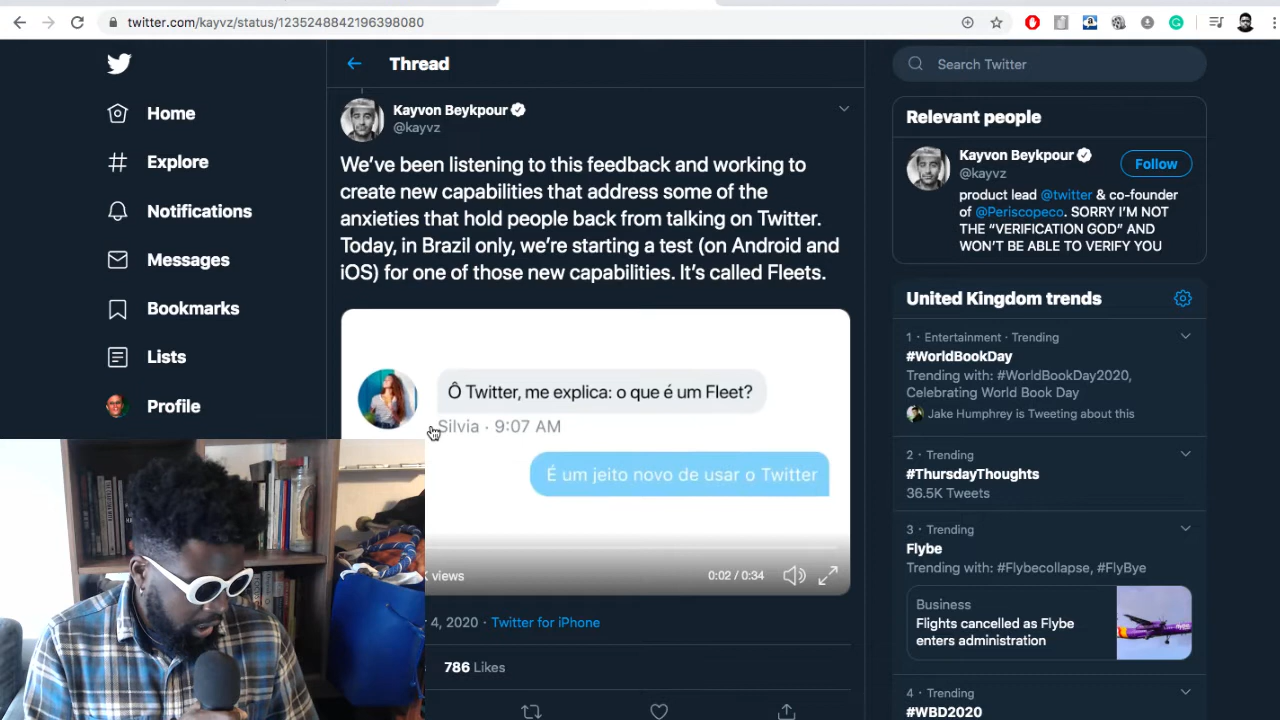 twitter.com/kayvz/status/1235248842196398080
Home
Explore
Notifications
Messages
Bookmarks
Lists
Profile
Thread
Kayvon Beykpour
@kayvz
We've been listening to this feedback and working to
create new capabilities that address some of the
anxieties that hold people back from talking on Twitter.
Today, in Brazil only, we're starting a test (on Android and
iOS) for one of those new capabilities. It's called Fleets.
Ô Twitter, me explica: o que é um Fleet?
Silvia · 9:07 AM
É um jeito novo de usar o Twitter
views
0:02 / 0:34
4, 2020 · Twitter for iPhone
786 Likes
Search Twitter
Relevant people
Kayvon Beykpour
@kayvz
Follow
product lead @twitter & co-founder
of @Periscopeco. SORRY I'M NOT
THE "VERIFICATION GOD" AND
WON'T BE ABLE TO VERIFY YOU
United Kingdom trends
1 · Entertainment · Trending
#WorldBookDay
Trending with: #WorldBookDay2020,
Celebrating World Book Day
Jake Humphrey is Tweeting about this
2 · Trending
#ThursdayThoughts
36.5K Tweets
3 · Trending
Flybe
Trending with: #Flybecollapse, #FlyBye
Business
Flights cancelled as Flybe
enters administration
4 · Trending
#WBD2020